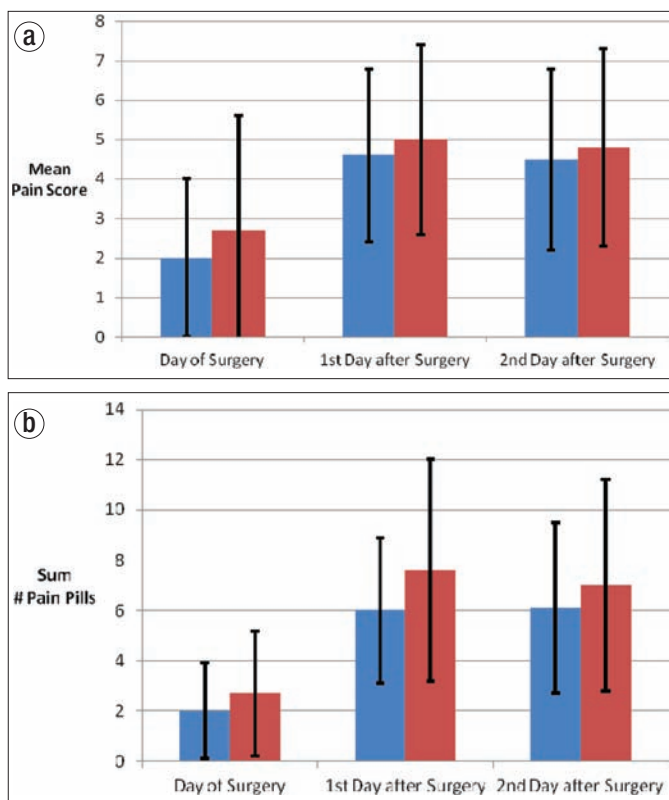 a
8
7
6
5
4
3
2
1
0
Mean
Pain Score
Day of Surgery
1st Day after Surgery
2nd Day after Surgery
b
14
12
10
8
6
4
2
0
Sum
# Pain Pills
Day of Surgery
1st Day after Surgery
2nd Day after Surgery